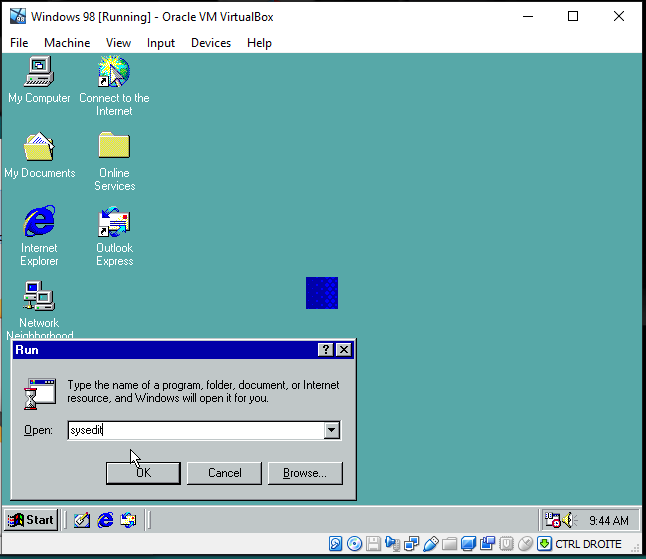 Windows 98 [Running] - Oracle VM VirtualBox
File Machine View Input Devices Help
My Computer
Connect to the
Internet
My Documents
Online
Services
Internet
Explorer
Outlook
Express
Network
Neighborhood
Run
Type the name of a program, folder, document, or Internet
resource, and Windows will open it for you.
Open: sysedit
OK Cancel Browse...
Start 9:44 AM
CTRL DROITE